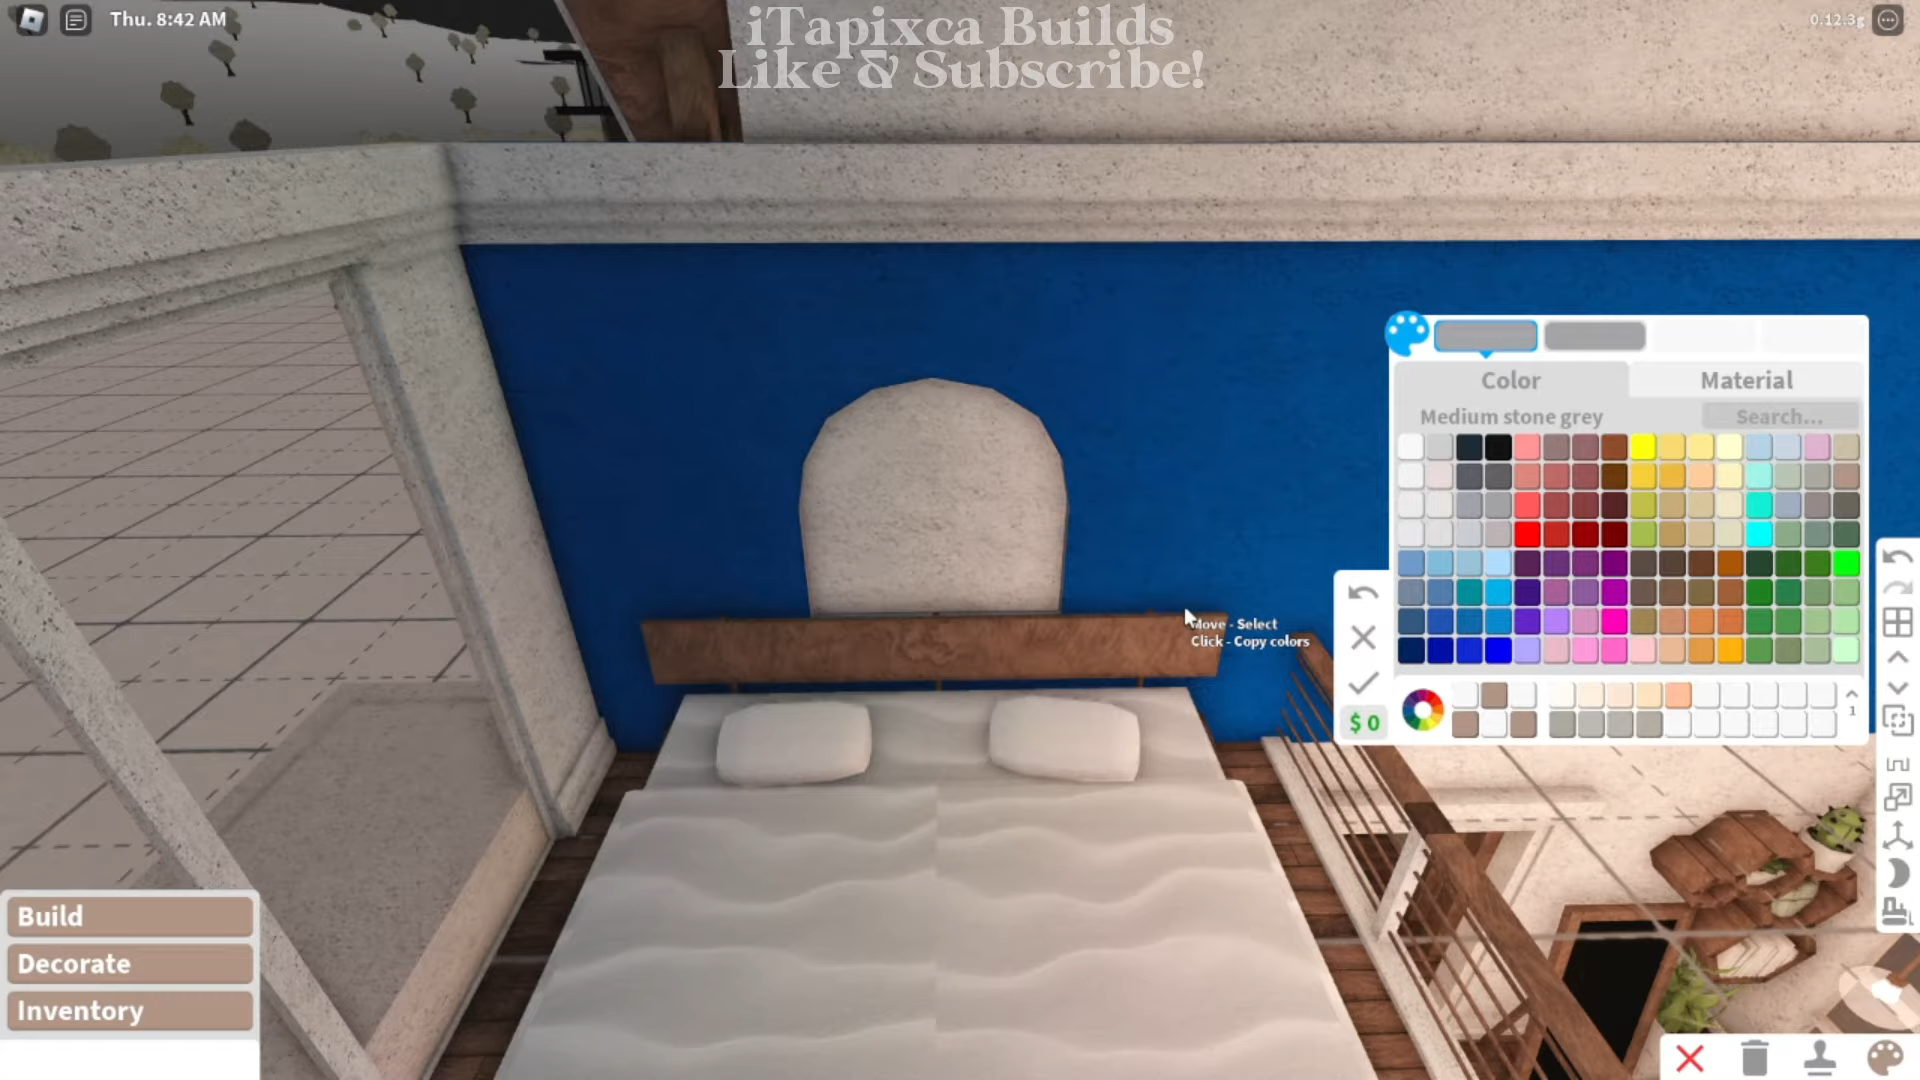 Thu. 8:42 AM
iTapixca Builds
Like & Subscribe!
0.12.3g
Color
Material
Medium stone grey
Search...
Move - Select
Click - Copy colors
$ 0
1
Build
Decorate
Inventory